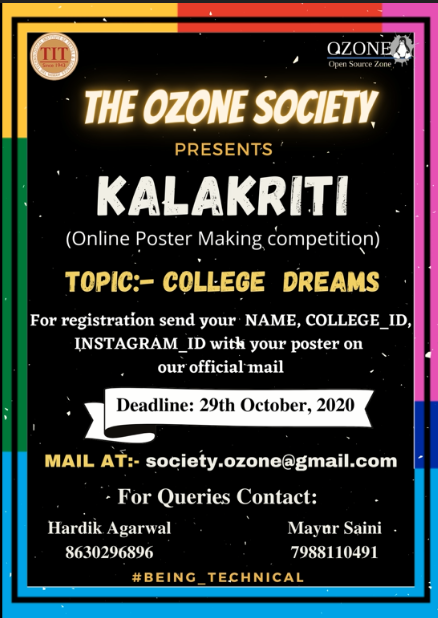 TIT
Since 1943
OZONE
Open Source Zone
THE OZONE SOCIETY
PRESENTS
KALAKRITI
(Online Poster Making competition)
TOPIC:- COLLEGE DREAMS
For registration send your NAME, COLLEGE_ID,
INSTAGRAM_ID with your poster on
our official mail
Deadline: 29th October, 2020
MAIL AT:- society.ozone@gmail.com
For Queries Contact:
Hardik Agarwal
Mayur Saini
8630296896
7988110491
#BEING_TECHNICAL